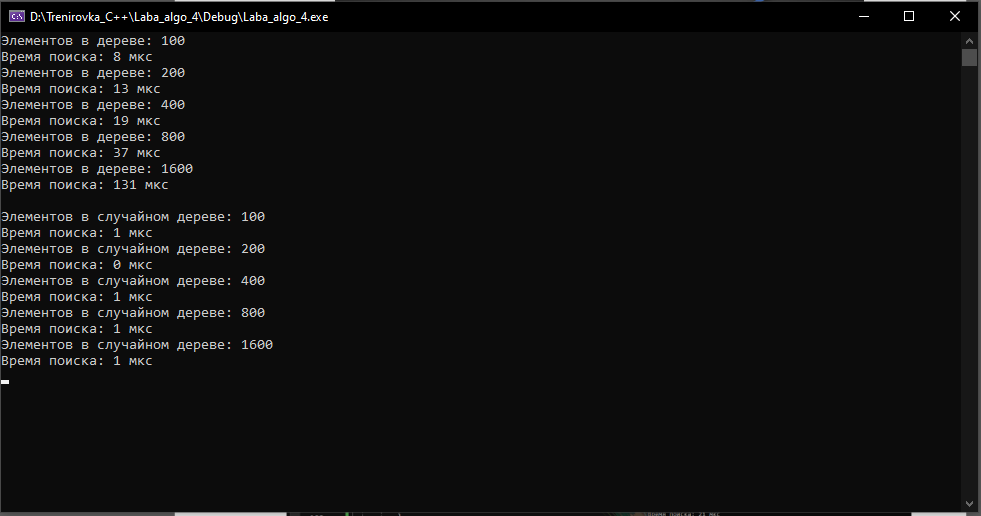 D:\Trenirovka_C++\Laba_algo_4\Debug\Laba_algo_4.exe
Элементов в дереве: 100
Время поиска: 8 мкс
Элементов в дереве: 200
Время поиска: 13 мкс
Элементов в дереве: 400
Время поиска: 19 мкс
Элементов в дереве: 800
Время поиска: 37 мкс
Элементов в дереве: 1600
Время поиска: 131 мкс
Элементов в случайном дереве: 100
Время поиска: 1 мкс
Элементов в случайном дереве: 200
Время поиска: 0 мкс
Элементов в случайном дереве: 400
Время поиска: 1 мкс
Элементов в случайном дереве: 800
Время поиска: 1 мкс
Элементов в случайном дереве: 1600
Время поиска: 1 мкс